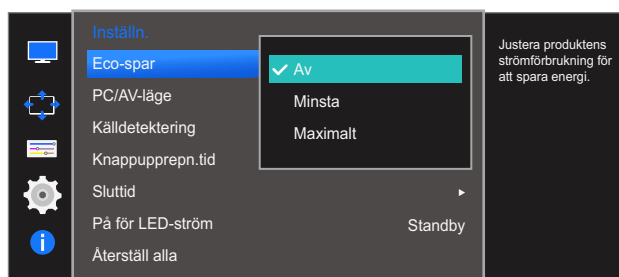 Inställn.
Eco-spar
PC/AV-läge
Källdetektering
Knappupprepn.tid
Sluttid
På för LED-ström Standby
Återställ alla
Av
Minsta
Maximalt
Justera produktens
strömförbrukning för
att spara energi.